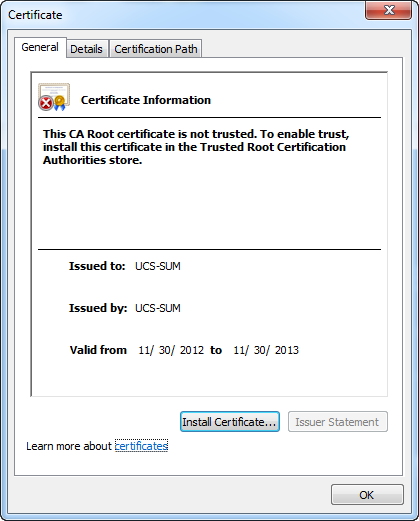 Certificate
General Details Certification Path
Certificate Information
This CA Root certificate is not trusted. To enable trust,
install this certificate in the Trusted Root Certification
Authorities store.
Issued to: UCS-SUM
Issued by: UCS-SUM
Valid from 11/ 30/ 2012 to 11/ 30/ 2013
Install Certificate... Issuer Statement
Learn more about certificates
OK